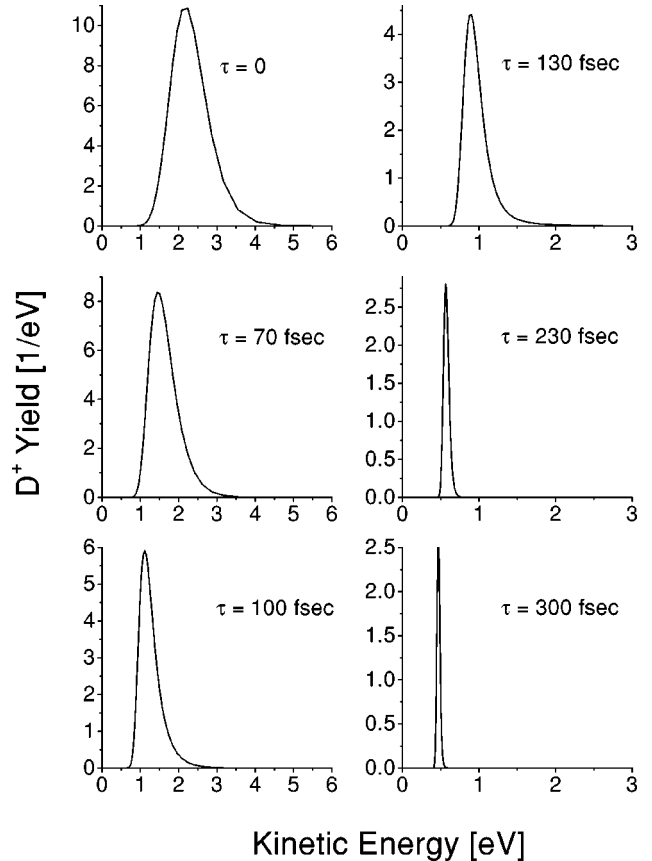 D⁺ Yield [1/eV]
τ = 0
10
8
6
4
2
0
0 1 2 3 4 5 6
τ = 130 fsec
4
3
2
1
0
0 1 2 3
τ = 70 fsec
8
6
4
2
0
0 1 2 3 4 5 6
τ = 230 fsec
2.5
2.0
1.5
1.0
0.5
0.0
0 1 2 3
τ = 100 fsec
6
5
4
3
2
1
0
0 1 2 3 4 5 6
τ = 300 fsec
2.5
2.0
1.5
1.0
0.5
0.0
0 1 2 3
Kinetic Energy [eV]